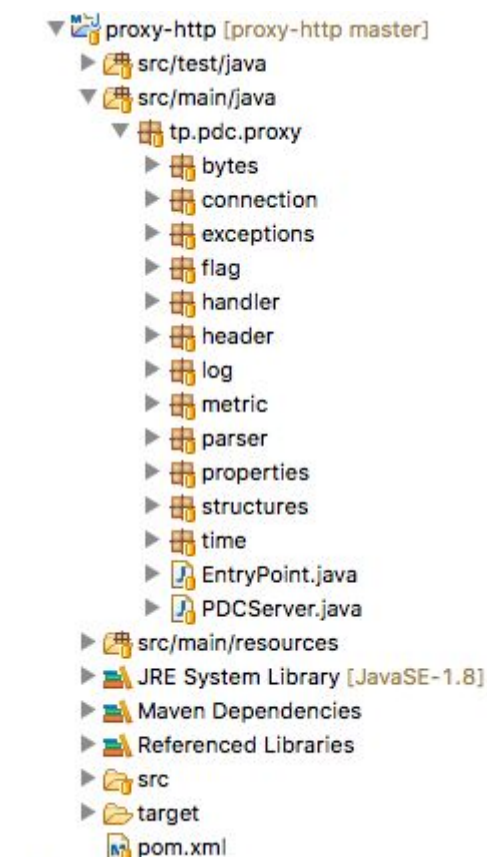 proxy-http [proxy-http master]
src/test/java
src/main/java
tp.pdc.proxy
bytes
connection
exceptions
flag
handler
header
log
metric
parser
properties
structures
time
EntryPoint.java
PDCServer.java
src/main/resources
JRE System Library [JavaSE-1.8]
Maven Dependencies
Referenced Libraries
src
target
pom.xml